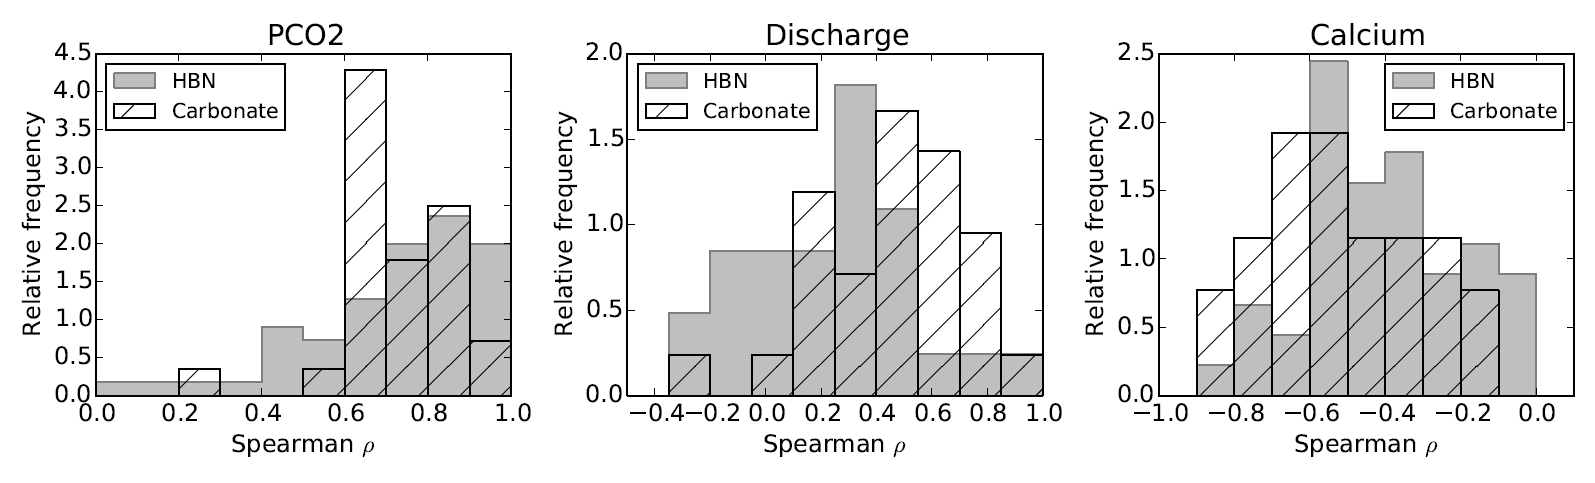 PCO2
Relative frequency
4.5
4.0
3.5
3.0
2.5
2.0
1.5
1.0
0.5
0.0
HBN
Carbonate
0.0 0.2 0.4 0.6 0.8 1.0
Spearman ρ
Discharge
Relative frequency
2.0
1.5
1.0
0.5
0.0
HBN
Carbonate
−0.4 −0.2 0.0 0.2 0.4 0.6 0.8 1.0
Spearman ρ
Calcium
Relative frequency
2.5
2.0
1.5
1.0
0.5
0.0
HBN
Carbonate
−1.0 −0.8 −0.6 −0.4 −0.2 0.0
Spearman ρ